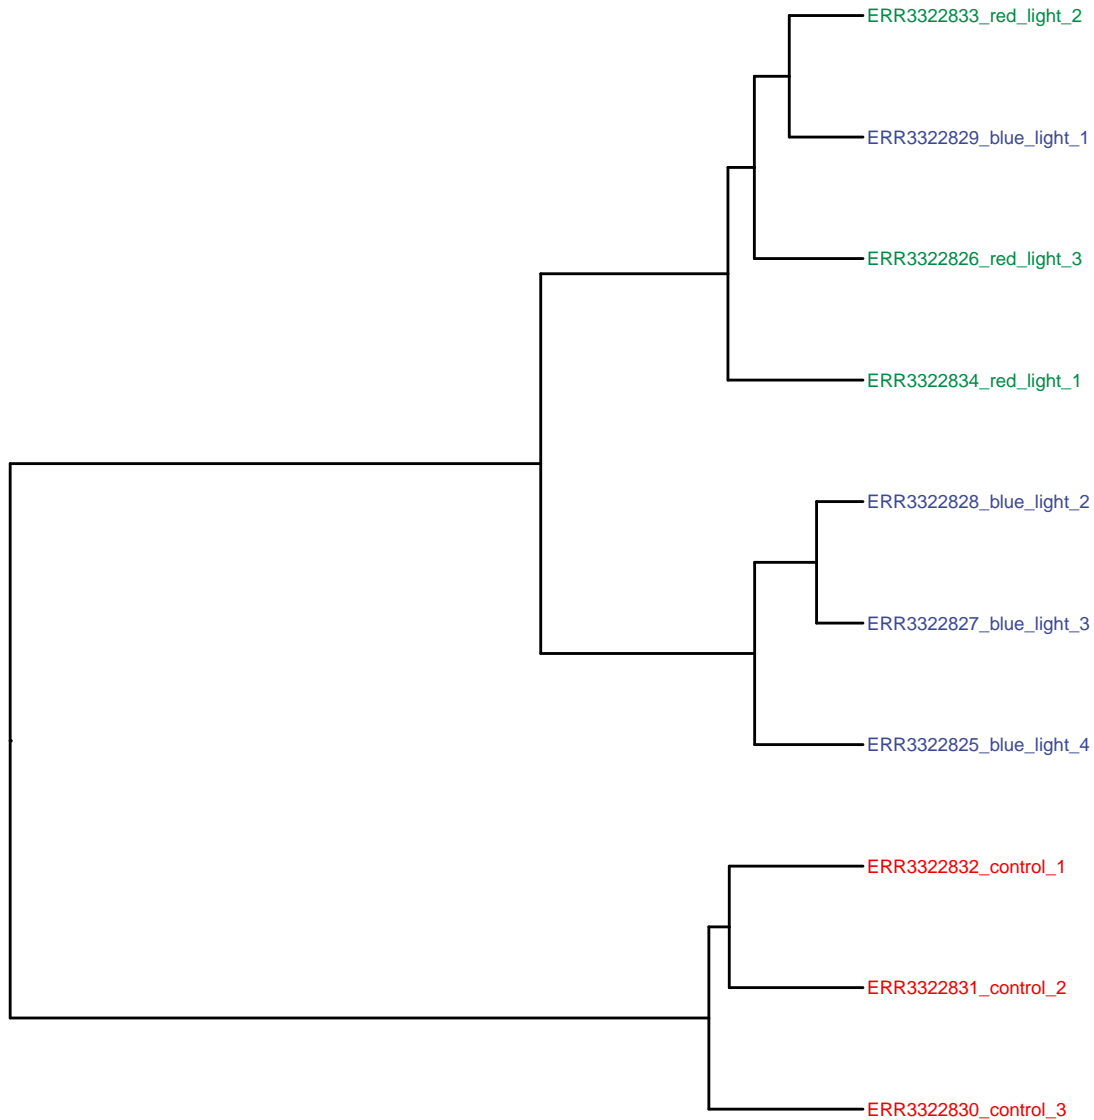 ERR3322833_red_light_2
ERR3322829_blue_light_1
ERR3322826_red_light_3
ERR3322834_red_light_1
ERR3322828_blue_light_2
ERR3322827_blue_light_3
ERR3322825_blue_light_4
ERR3322832_control_1
ERR3322831_control_2
ERR3322830_control_3